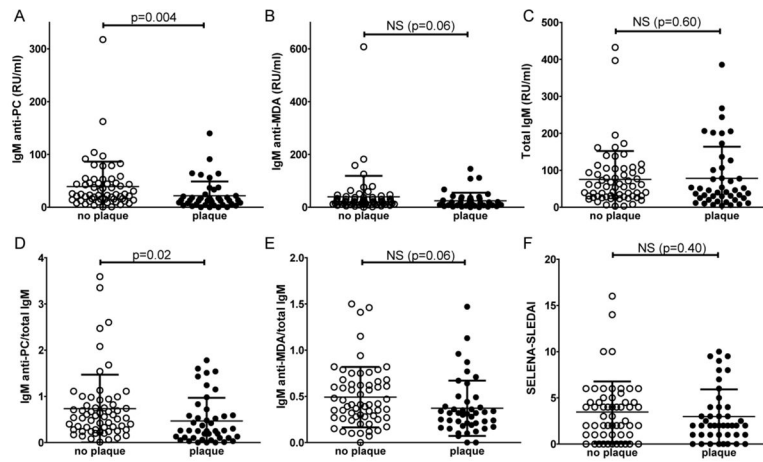 A
p=0.004
IgM anti-PC (RU/ml)
300
200
100
0
no plaque
plaque
B
NS (p=0.06)
IgM anti-MDA (RU/ml)
600
400
200
0
no plaque
plaque
C
NS (p=0.60)
Total IgM (RU/ml)
500
400
300
200
100
0
no plaque
plaque
D
p=0.02
IgM anti-PC/total IgM
4
3
2
1
0
no plaque
plaque
E
NS (p=0.06)
IgM anti-MDA/total IgM
2.0
1.5
1.0
0.5
0.0
no plaque
plaque
F
NS (p=0.40)
SELENA-SLEDAI
20
15
10
5
0
no plaque
plaque